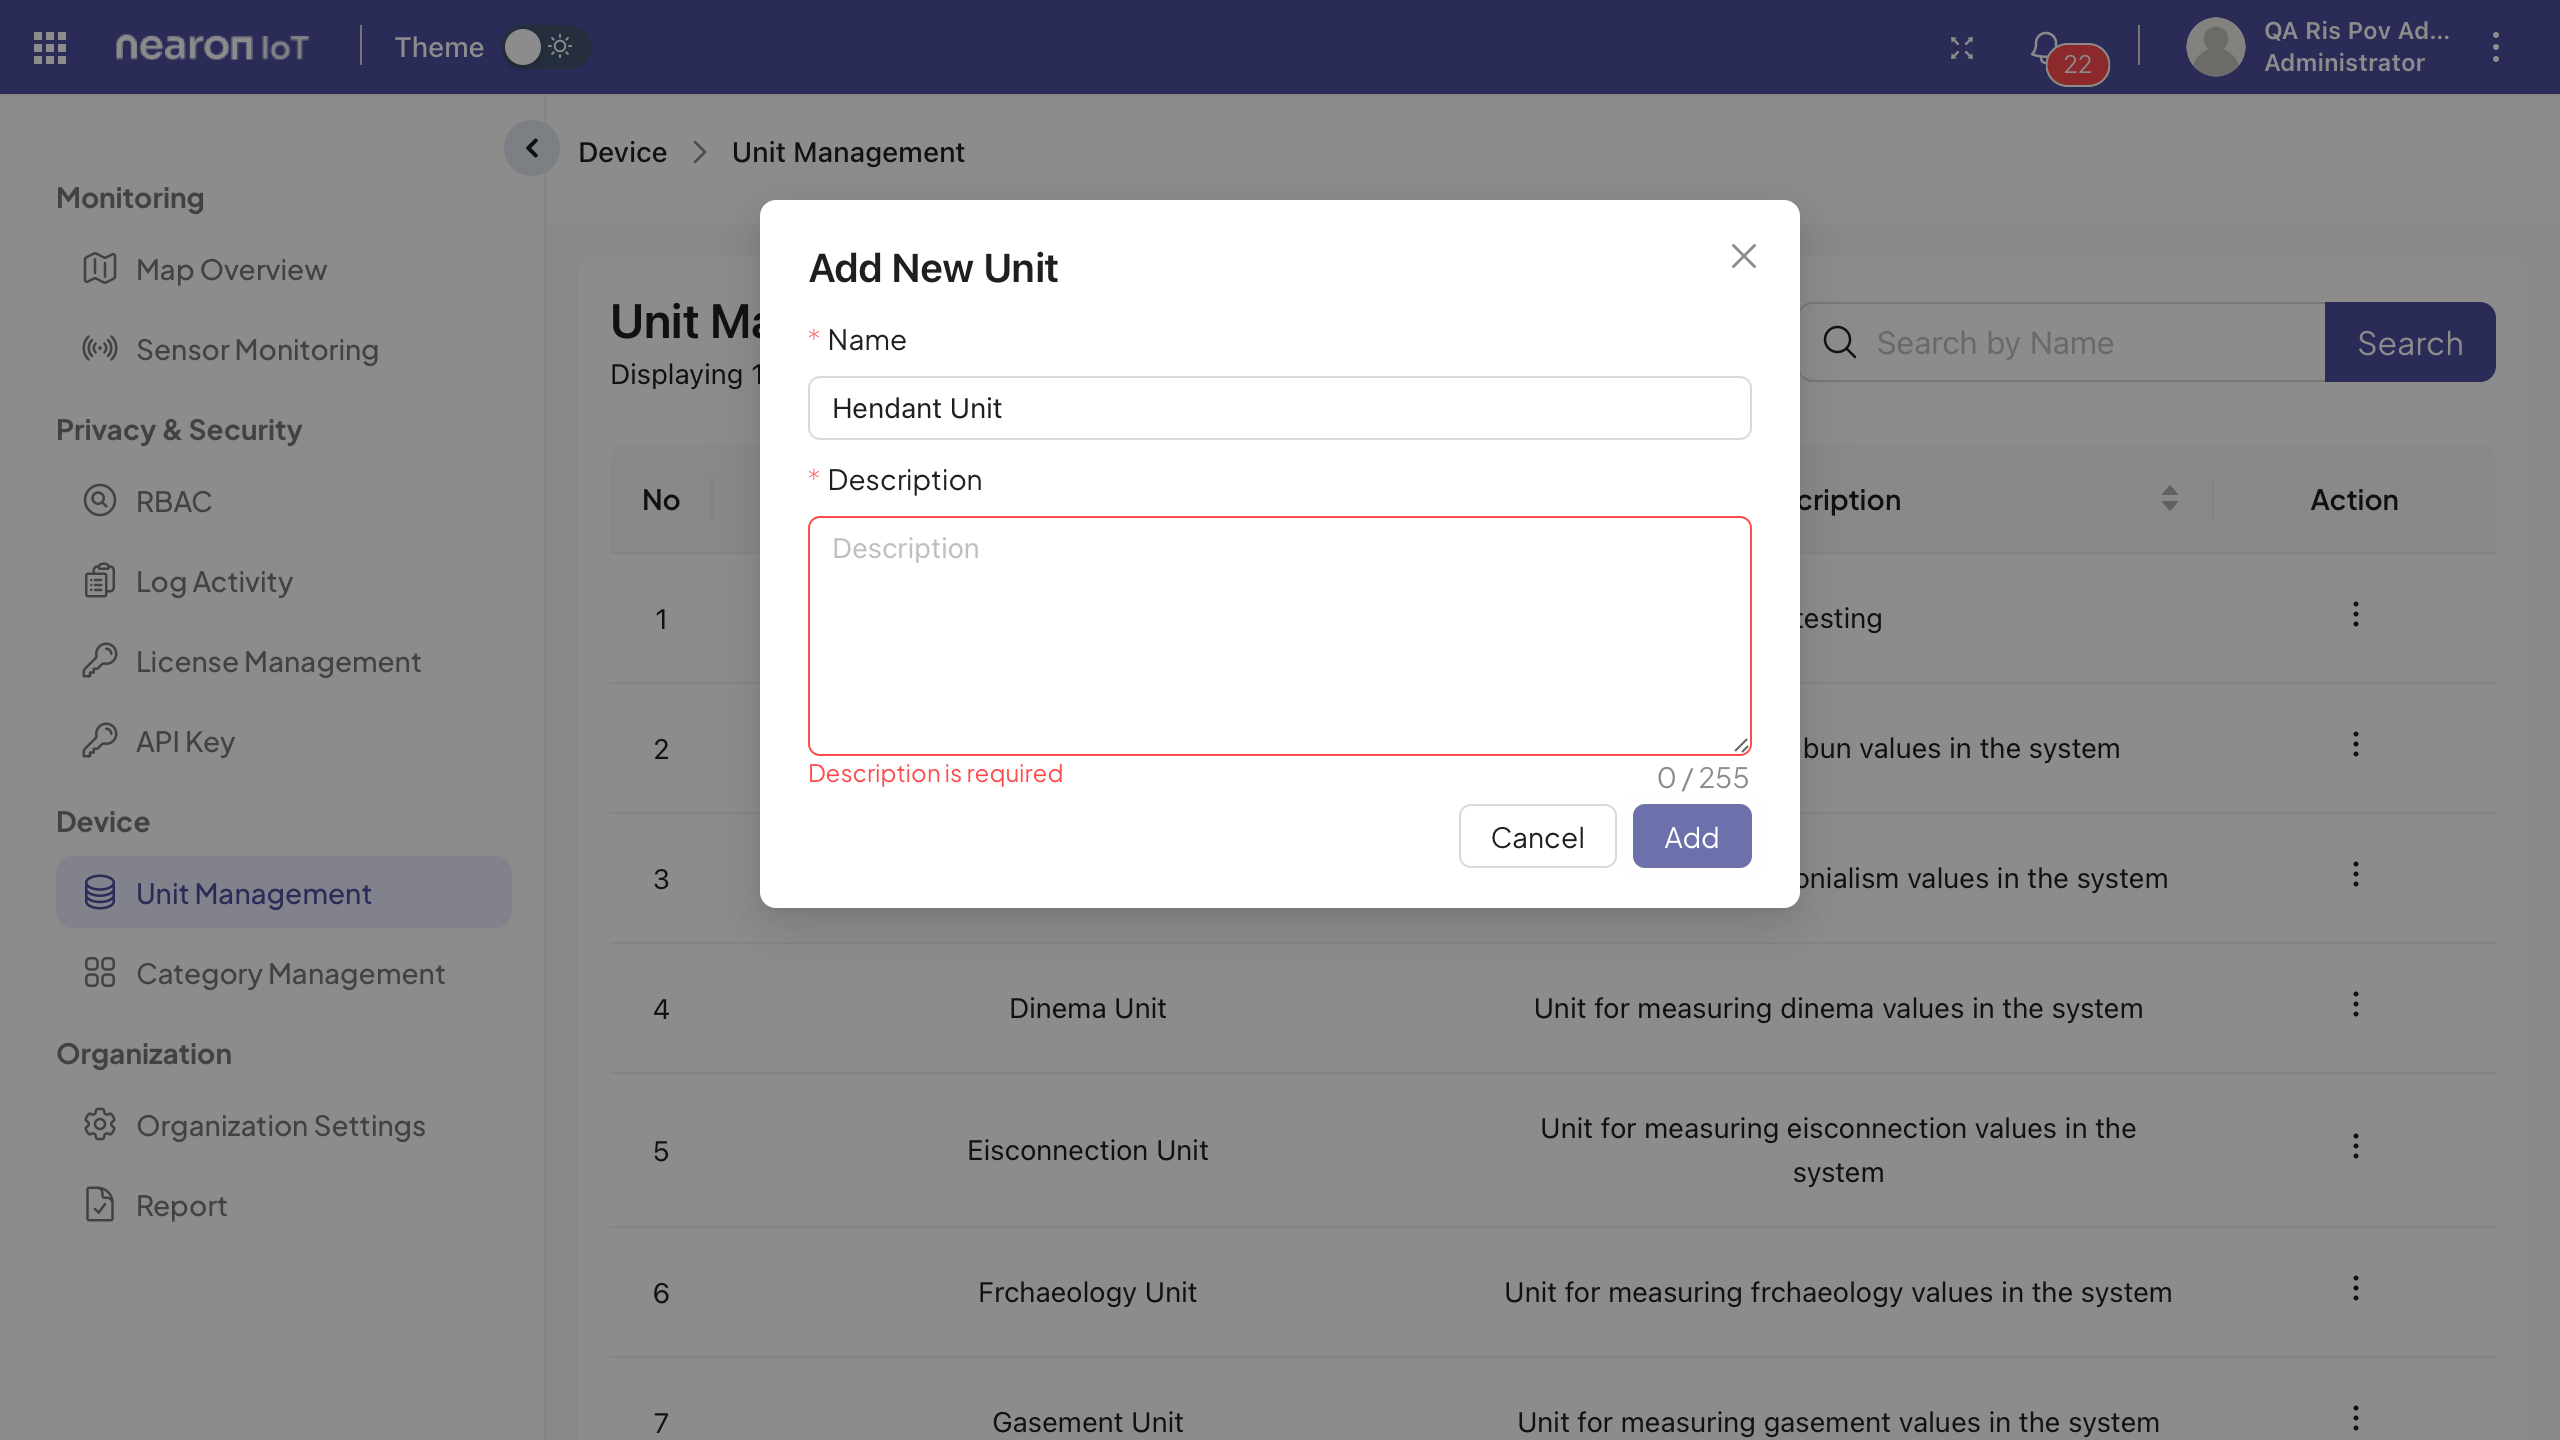 nearon IoT
Theme
22
QA Ris Pov Ad...
Administrator
Device
Unit Management
Monitoring
Map Overview
Sensor Monitoring
Privacy & Security
RBAC
Log Activity
License Management
API Key
Device
Unit Management
Category Management
Organization
Organization Settings
Report
Displaying 1
Search by Name
Search
Add New Unit
* Name
Hendant Unit
* Description
Description
Description is required
0 / 255
Cancel
Add
No
Action
1
testing
2
bun values in the system
3
values in the system
4
Dinema Unit
Unit for measuring dinema values in the system
5
Eisconnection Unit
Unit for measuring eisconnection values in the
system
6
Frchaeology Unit
Unit for measuring frchaeology values in the system
7
Gasement Unit
Unit for measuring gasement values in the system